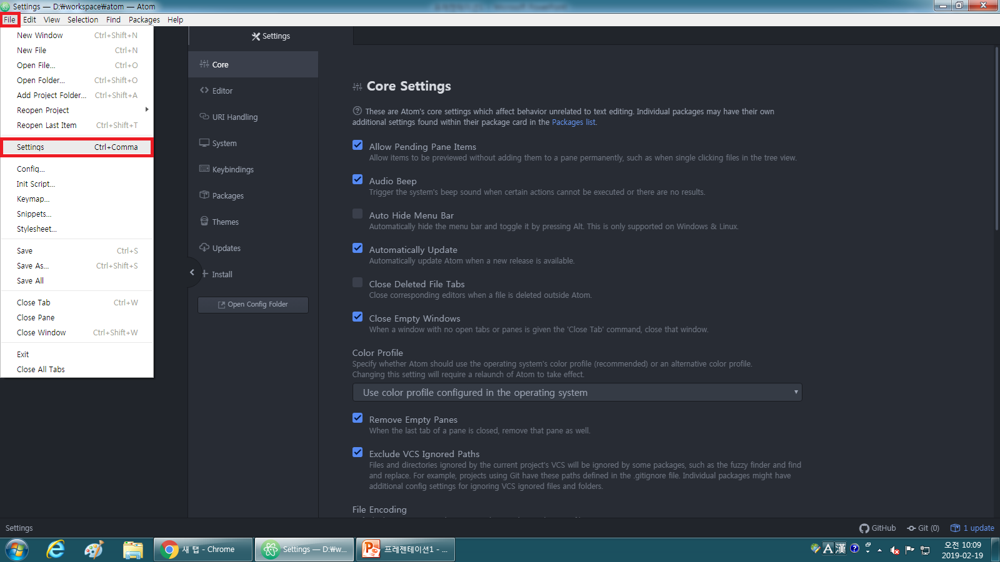 Settings — D:₩workspace₩atom — Atom
File Edit View Selection Find Packages Help
New Window Ctrl+Shift+N
New File Ctrl+N
Open File... Ctrl+O
Open Folder... Ctrl+Shift+O
Add Project Folder... Ctrl+Shift+A
Reopen Project
Reopen Last Item Ctrl+Shift+T
Settings Ctrl+Comma
Config...
Init Script...
Keymap...
Snippets...
Stylesheet...
Save Ctrl+S
Save As... Ctrl+Shift+S
Save All
Close Tab Ctrl+W
Close Pane
Close Window Ctrl+Shift+W
Exit
Close All Tabs
Settings
Core
Editor
URI Handling
System
Keybindings
Packages
Themes
Updates
Install
Open Config Folder
Core Settings
These are Atom's core settings which affect behavior unrelated to text editing. Individual packages may have their own
additional settings found within their package card in the Packages list.
Allow Pending Pane Items
Allow items to be previewed without adding them to a pane permanently, such as when single clicking files in the tree view.
Audio Beep
Trigger the system's beep sound when certain actions cannot be executed or there are no results.
Auto Hide Menu Bar
Automatically hide the menu bar and toggle it by pressing Alt. This is only supported on Windows & Linux.
Automatically Update
Automatically update Atom when a new release is available.
Close Deleted File Tabs
Close corresponding editors when a file is deleted outside Atom.
Close Empty Windows
When a window with no open tabs or panes is given the 'Close Tab' command, close that window.
Color Profile
Specify whether Atom should use the operating system's color profile (recommended) or an alternative color profile.
Changing this setting will require a relaunch of Atom to take effect.
Use color profile configured in the operating system
Remove Empty Panes
When the last tab of a pane is closed, remove that pane as well.
Exclude VCS Ignored Paths
Files and directories ignored by the current project's VCS will be ignored by some packages, such as the fuzzy finder and find
and replace. For example, projects using Git have these paths defined in the .gitignore file. Individual packages might have
additional config settings for ignoring VCS ignored files and folders.
File Encoding
Settings
GitHub Git (0) 1 update
새 탭 - Chrome
Settings — D:₩w...
프레젠테이션1 - ...
A 漢
오전 10:09
2019-02-19